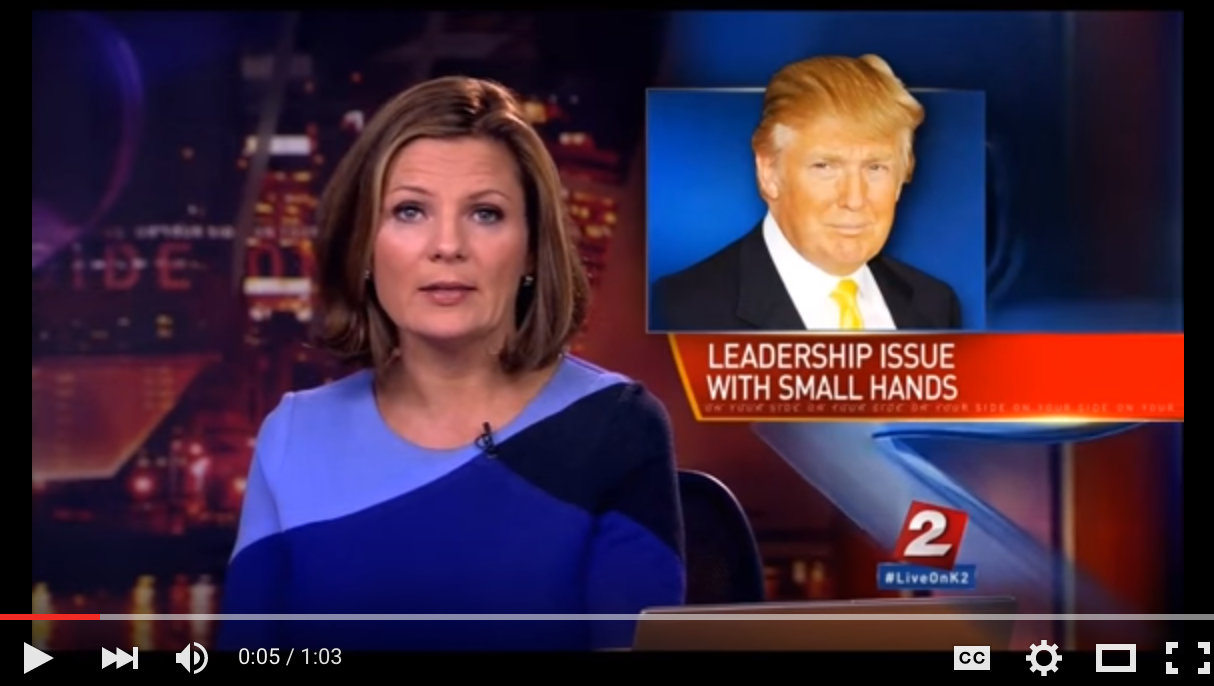 IDE
LEADERSHIP ISSUE
WITH SMALL HANDS
ON YOUR SIDE ON YOUR SIDE ON YOUR SIDE ON YOUR SIDE ON YOUR
2
#LiveOnK2
0:05 / 1:03
CC